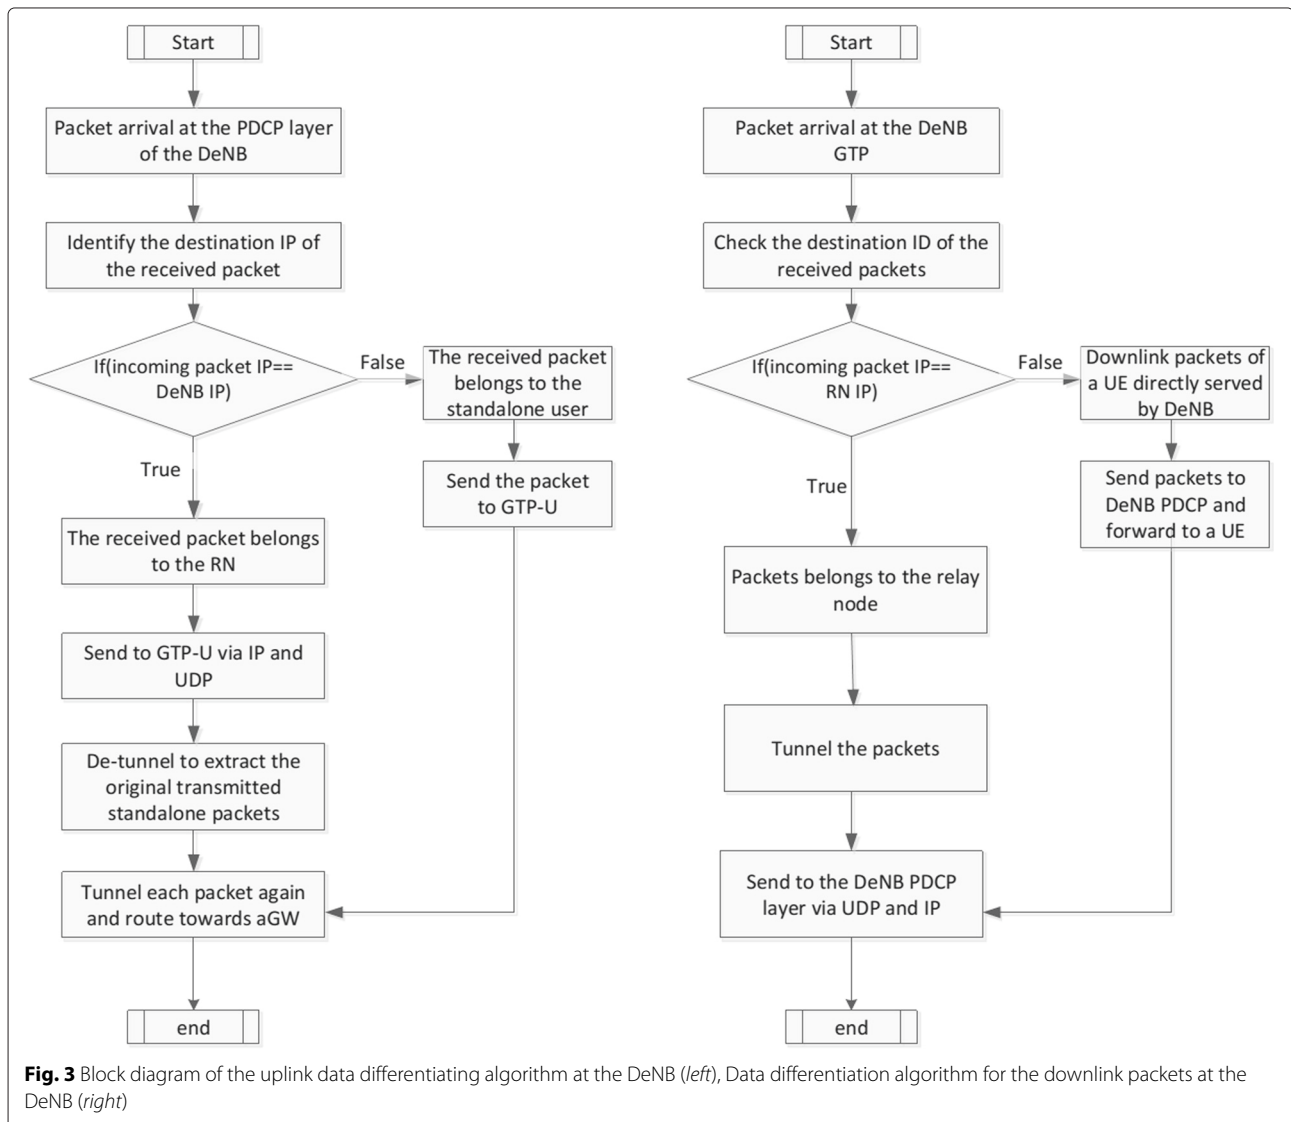 Start
Packet arrival at the PDCP layer
of the DeNB
Identify the destination IP of
the received packet
If(incoming packet IP==
DeNB IP)
False
The received packet
belongs to the
standalone user
Send the packet
to GTP-U
True
The received packet belongs
to the RN
Send to GTP-U via IP and
UDP
De-tunnel to extract the
original transmitted
standalone packets
Tunnel each packet again
and route towards aGW
end
Start
Packet arrival at the DeNB
GTP
Check the destination ID of the
received packets
If(incoming packet IP==
RN IP)
False
Downlink packets of
a UE directly served
by DeNB
Send packets to
DeNB PDCP and
forward to a UE
True
Packets belongs to the relay
node
Tunnel the packets
Send to the DeNB PDCP
layer via UDP and IP
end
Fig. 3 Block diagram of the uplink data differentiating algorithm at the DeNB (left), Data differentiation algorithm for the downlink packets at the
DeNB (right)